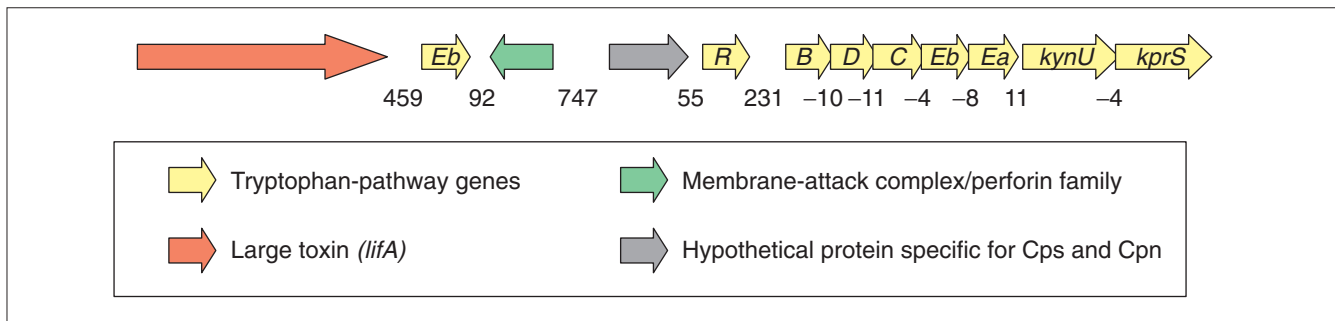 Eb R B D C Eb Ea kynU kprS
459 92 747 55 231 –10 –11 –4 –8 11 –4
Tryptophan-pathway genes Membrane-attack complex/perforin family
Large toxin (lifA) Hypothetical protein specific for Cps and Cpn